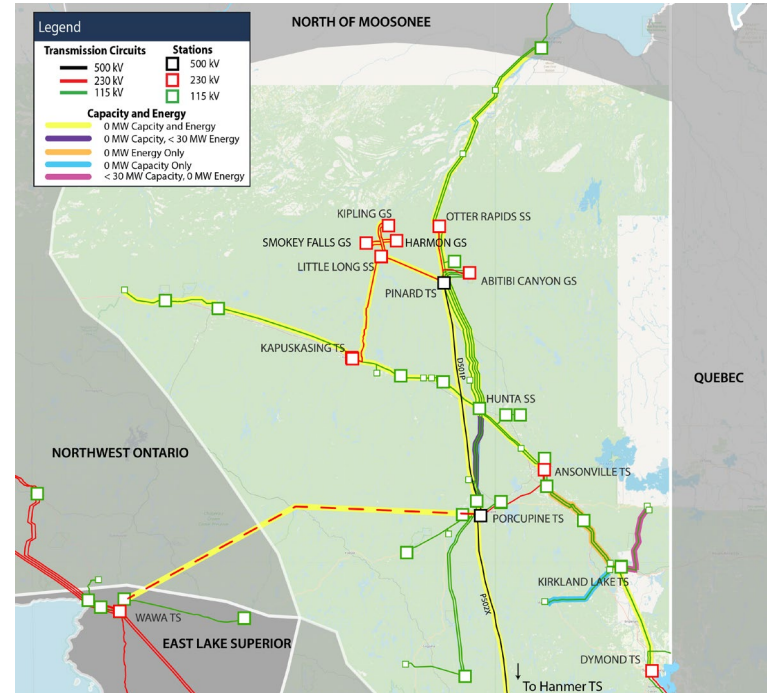 NORTH OF MOOSONEE
Legend
Transmission Circuits
Stations
500 kV
500 kV
230 kV
230 kV
115 kV
115 kV
Capacity and Energy
0 MW Capcity and Energy
0 MW Capcity, < 30 MW Energy
0 MW Energy Only
0 MW Capacity Only
< 30 MW Capacity, 0 MW Energy
KIPLING GS
OTTER RAPIDS SS
SMOKEY FALLS GS
HARMON GS
LITTLE LONG SS
ABITIBI CANYON GS
PINARD TS
KAPUSKASING TS
D501P
QUEBEC
HUNTA SS
NORTHWEST ONTARIO
ANSONVILLE TS
PORCUPINE TS
KIRKLAND LAKE TS
P502X
WAWA TS
EAST LAKE SUPERIOR
DYMOND TS
To Hanmer TS